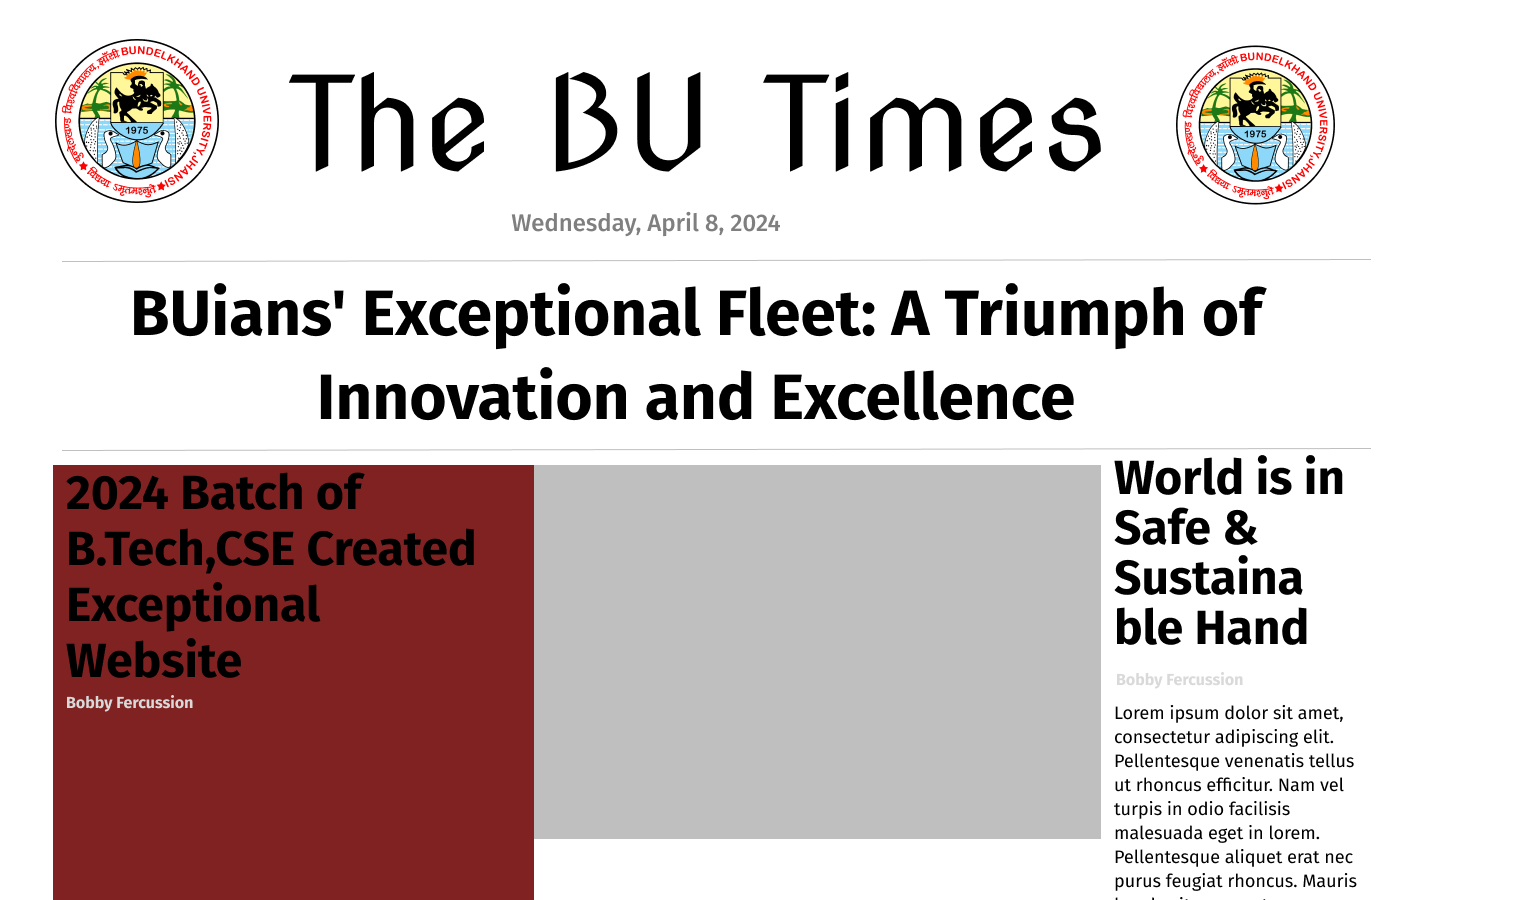 बुन्देलखण्ड विश्वविद्यालय, झाँसी BUNDELKHAND UNIVERSITY, JHANSI
1975
विद्यया ऽमृतमश्नुते
The BU Times
बुन्देलखण्ड विश्वविद्यालय, झाँसी BUNDELKHAND UNIVERSITY, JHANSI
1975
विद्यया ऽमृतमश्नुते
Wednesday, April 8, 2024
BUians' Exceptional Fleet: A Triumph of
Innovation and Excellence
2024 Batch of
B.Tech,CSE Created
Exceptional
Website
Bobby Fercussion
World is in
Safe &
Sustaina
ble Hand
Bobby Fercussion
Lorem ipsum dolor sit amet,
consectetur adipiscing elit.
Pellentesque venenatis tellus
ut rhoncus efficitur. Nam vel
turpis in odio facilisis
malesuada eget in lorem.
Pellentesque aliquet erat nec
purus feugiat rhoncus. Mauris